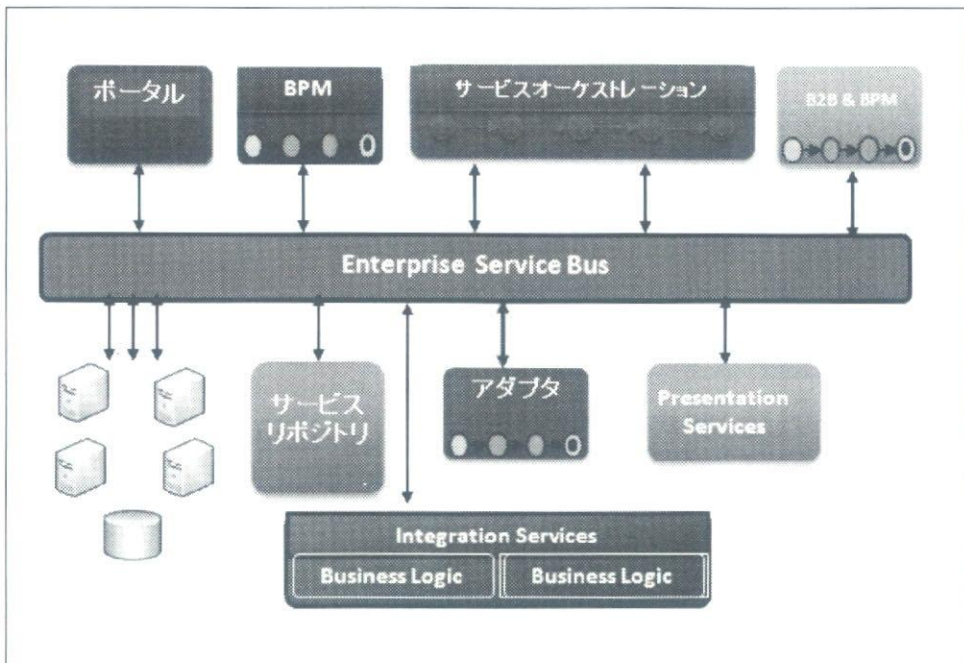 ポータル
BPM
サービスオーケストレーション
B2B & BPM
Enterprise Service Bus
サービス
リポジトリ
アダプタ
Presentation
Services
Integration Services
Business Logic
Business Logic